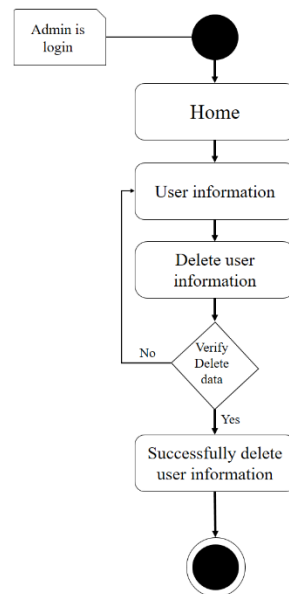 Admin is
login
Home
User information
Delete user
information
Verify
Delete
data
No
Yes
Successfully delete
user information